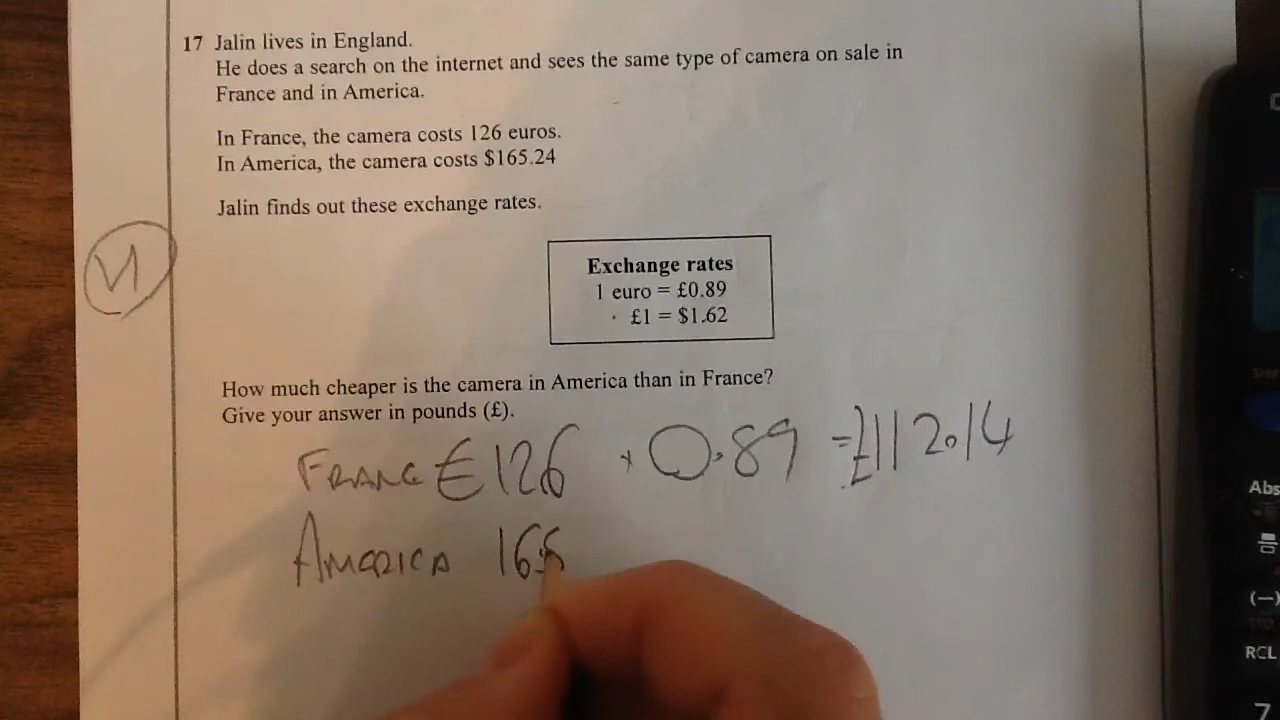 17 Jalin lives in England.
He does a search on the internet and sees the same type of camera on sale in
France and in America.
In France, the camera costs 126 euros.
In America, the camera costs $165.24
Jalin finds out these exchange rates.
Exchange rates
1 euro = £0.89
£1 = $1.62
How much cheaper is the camera in America than in France?
Give your answer in pounds (£).
FRANCE €126 × 0.89 = £112.14
AMERICA 165
Abs
(−)
RCL
7